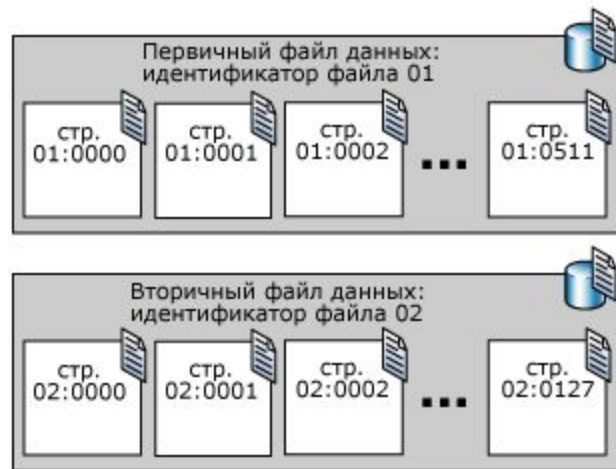 Первичный файл данных:
идентификатор файла 01
стр.
01:0000
стр.
01:0001
стр.
01:0002
...
стр.
01:0511
Вторичный файл данных:
идентификатор файла 02
стр.
02:0000
стр.
02:0001
стр.
02:0002
...
стр.
02:0127